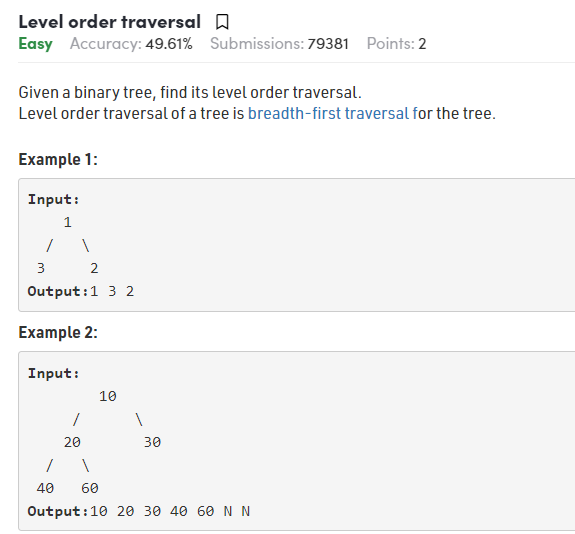 Level order traversal
Easy Accuracy: 49.61% Submissions: 79381 Points: 2
Given a binary tree, find its level order traversal.
Level order traversal of a tree is breadth-first traversal for the tree.
Example 1:
Input:
    1
  /   \
 3     2
Output:1 3 2
Example 2:
Input:
        10
     /      \
    20       30
  /   \
 40   60
Output:10 20 30 40 60 N N